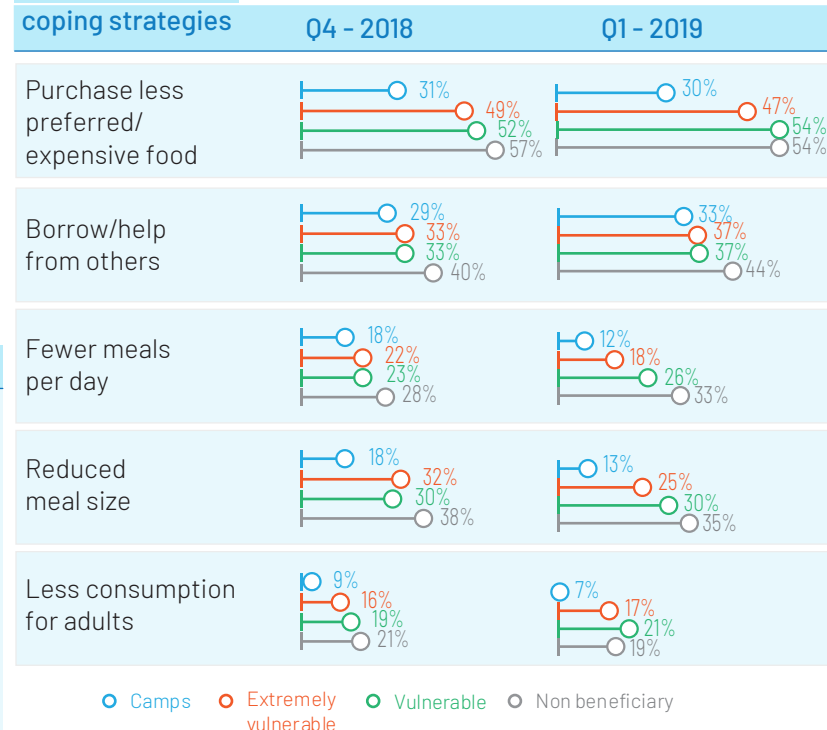 coping strategies Q4 - 2018 Q1 - 2019
Purchase less
preferred/
expensive food
31%
49%
52%
57%
30%
47%
54%
54%
Borrow/help
from others
29%
33%
33%
40%
33%
37%
37%
44%
Fewer meals
per day
18%
22%
23%
28%
12%
18%
26%
33%
Reduced
meal size
18%
32%
30%
38%
13%
25%
30%
35%
Less consumption
for adults
9%
16%
19%
21%
7%
17%
21%
19%
Camps
Extremely
vulnerable
Vulnerable
Non beneficiary